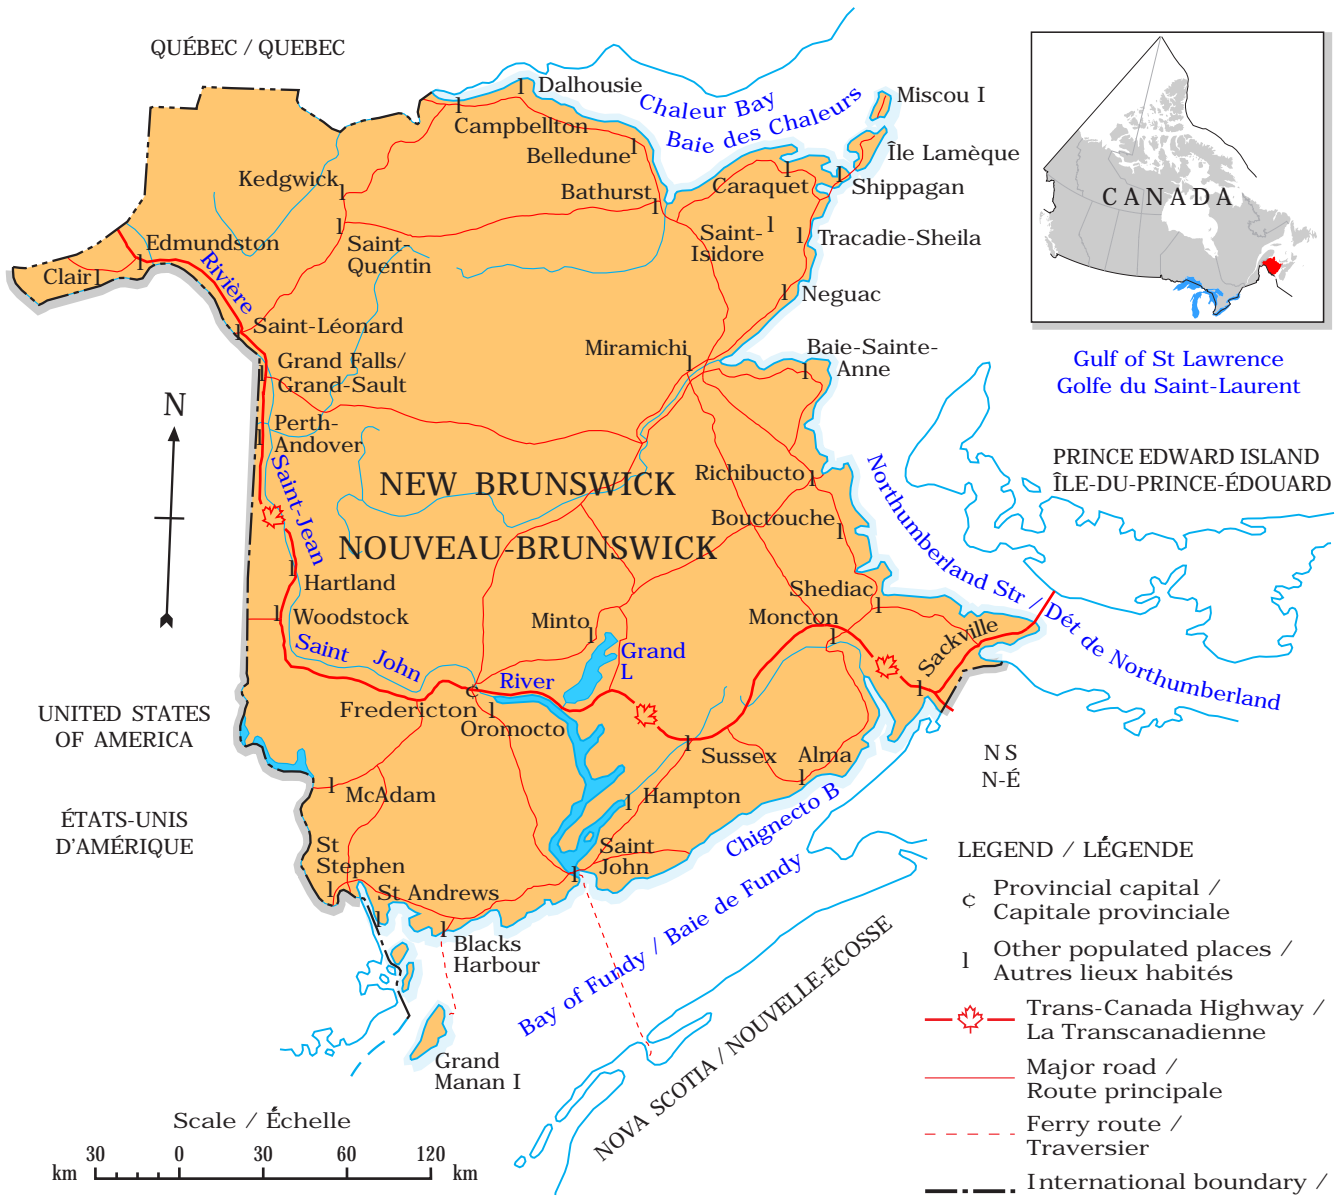 QUÉBEC / QUEBEC
Dalhousie
Chaleur Bay
Baie des Chaleurs
Miscou I
Campbellton
Belledune
Île Lamèque
Kedgwick
Bathurst
Caraquet
Shippagan
CANADA
Edmundston
Saint-
Quentin
Saint-
Isidore
Tracadie-Sheila
Clair
Rivière
Neguac
Saint-Léonard
Miramichi
Baie-Sainte-
Anne
Grand Falls/
Grand-Sault
Gulf of St Lawrence
Golfe du Saint-Laurent
N
Perth-
Andover
Saint-Jean
NEW BRUNSWICK
NOUVEAU-BRUNSWICK
Richibucto
Bouctouche
PRINCE EDWARD ISLAND
ÎLE-DU-PRINCE-ÉDOUARD
Northumberland Str / Dét de Northumberland
Hartland
Woodstock
Shediac
Minto
Moncton
Sackville
Saint John River
Grand
L
Fredericton
Oromocto
UNITED STATES
OF AMERICA
Sussex
Alma
N S
N-É
McAdam
Hampton
Chignecto B
ÉTATS-UNIS
D'AMÉRIQUE
St
Stephen
Saint
John
St Andrews
Blacks
Harbour
Bay of Fundy / Baie de Fundy
Grand
Manan I
NOVA SCOTIA / NOUVELLE-ÉCOSSE
LEGEND / LÉGENDE
Provincial capital /
Capitale provinciale
Other populated places /
Autres lieux habités
Trans-Canada Highway /
La Transcanadienne
Major road /
Route principale
Ferry route /
Traversier
International boundary /
Scale / Échelle
30 0 30 60 120
km km